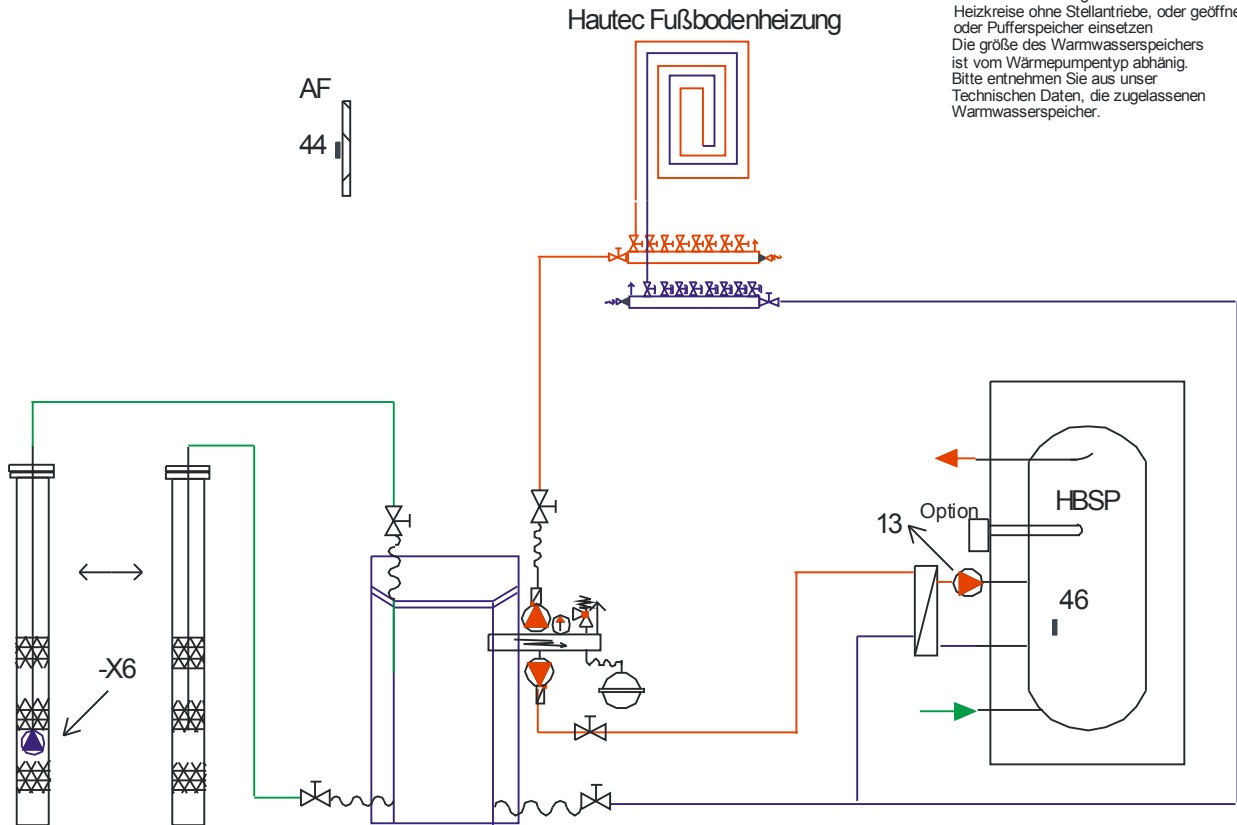 Hautec Fußbodenheizung
Heizkreise ohne Stellantriebe, oder geöffne
oder Pufferspeicher einsetzen
Die größe des Warmwasserspeichers
ist vom Wärmepumpentyp abhänig.
Bitte entnehmen Sie aus unser
Technischen Daten, die zugelassenen
Warmwasserspeicher.
AF
44
13
Option
HBSP
46
-X6